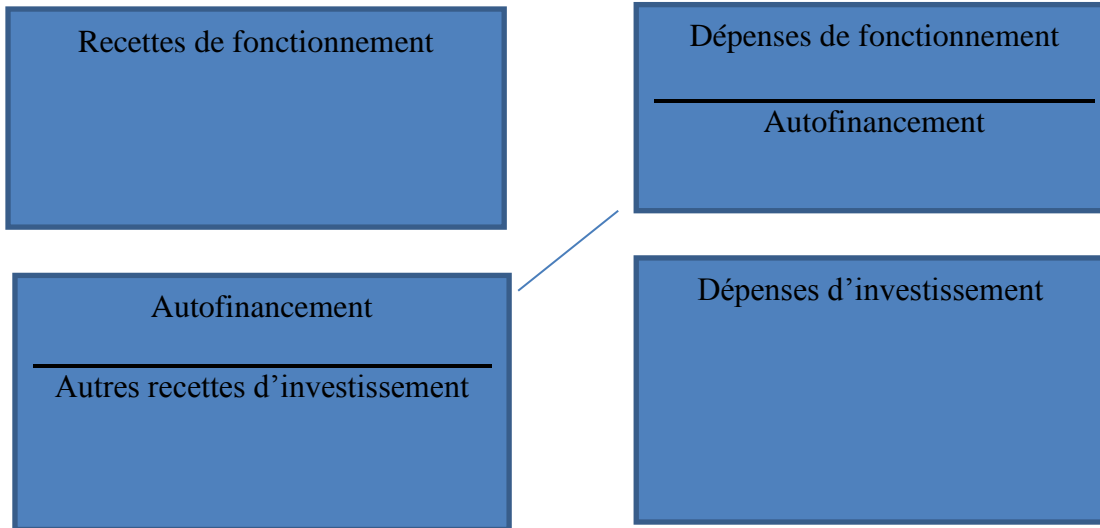 Recettes de fonctionnement
Dépenses de fonctionnement
Autofinancement
Autofinancement
Autres recettes d’investissement
Dépenses d’investissement